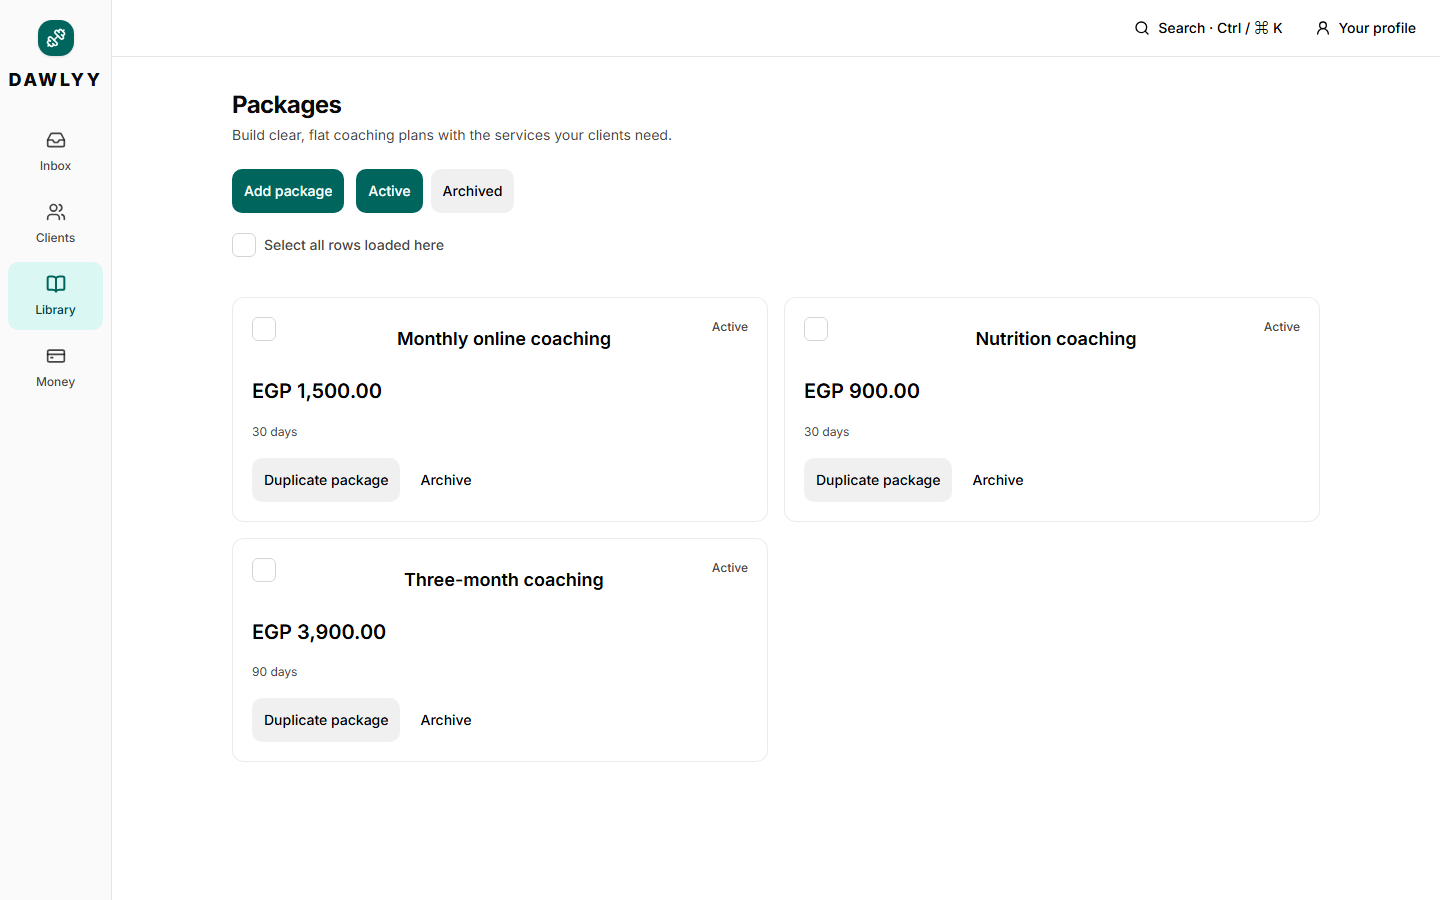 DAWLYY
Inbox
Clients
Library
Money
Search · Ctrl / ⌘ K
Your profile
Packages
Build clear, flat coaching plans with the services your clients need.
Add package
Active
Archived
Select all rows loaded here
Monthly online coaching
Active
EGP 1,500.00
30 days
Duplicate package
Archive
Nutrition coaching
Active
EGP 900.00
30 days
Duplicate package
Archive
Three-month coaching
Active
EGP 3,900.00
90 days
Duplicate package
Archive